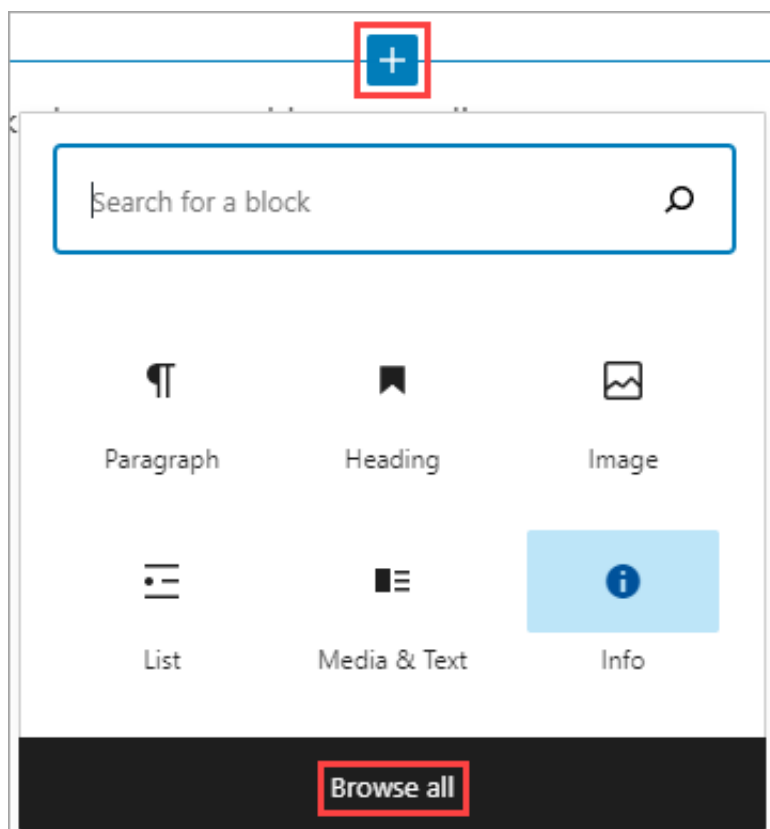 Search for a block
Paragraph Heading Image
List Media & Text Info
Browse all